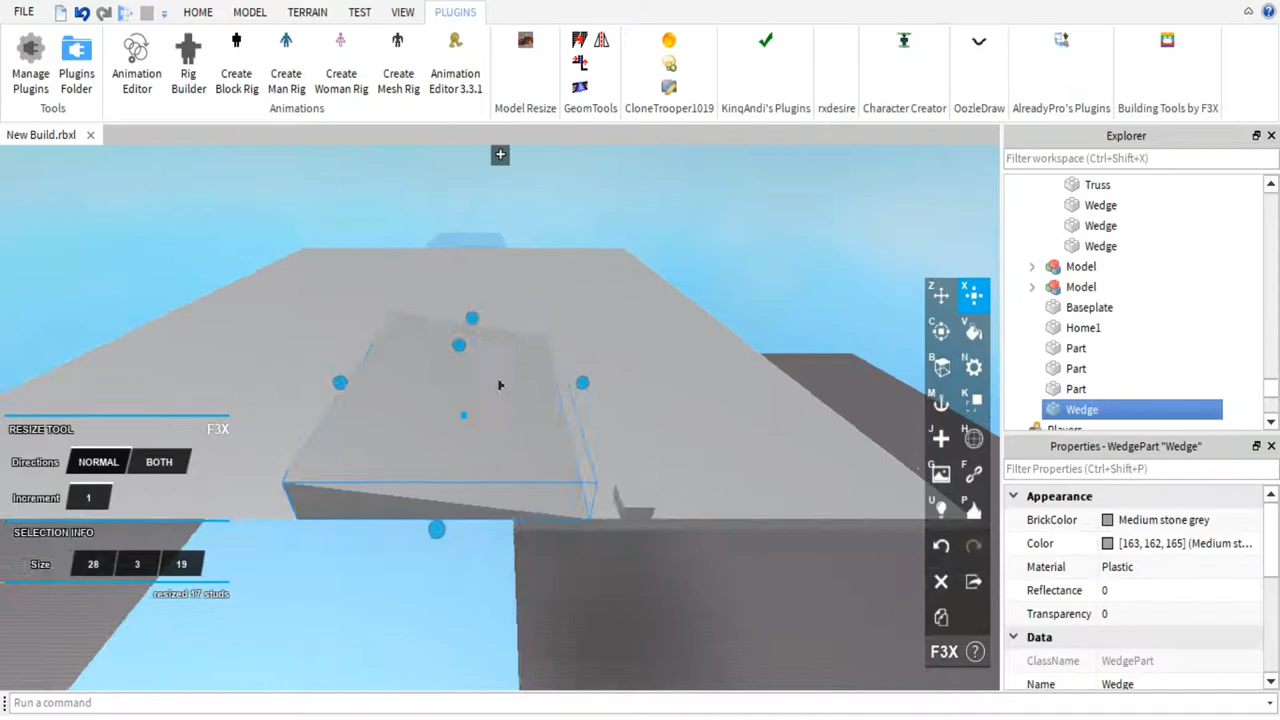 FILE HOME MODEL TERRAIN TEST VIEW PLUGINS
Manage Plugins
Plugins Folder
Tools
Animation Editor
Rig Builder
Create Block Rig
Create Man Rig
Create Woman Rig
Create Mesh Rig
Animation Editor 3.3.1
Animations
Model Resize
GeomTools
CloneTrooper1019
KinqAndi's Plugins
rxdesire
Character Creator
OozleDraw
AlreadyPro's Plugins
Building Tools by F3X
New Build.rbxl
Explorer
Filter workspace (Ctrl+Shift+X)
Truss
Wedge
Wedge
Wedge
Model
Model
Baseplate
Home1
Part
Part
Part
Wedge
Players
Properties - WedgePart "Wedge"
Filter Properties (Ctrl+Shift+P)
Appearance
BrickColor Medium stone grey
Color [163, 162, 165] (Medium st...
Material Plastic
Reflectance 0
Transparency 0
Data
ClassName WedgePart
Name Wedge
RESIZE TOOL F3X
Directions NORMAL BOTH
Increment 1
SELECTION INFO
Size 28 3 19
resized 17 studs
Z X
C V
B N
M K
J H
G F
U P
F3X ?
Run a command